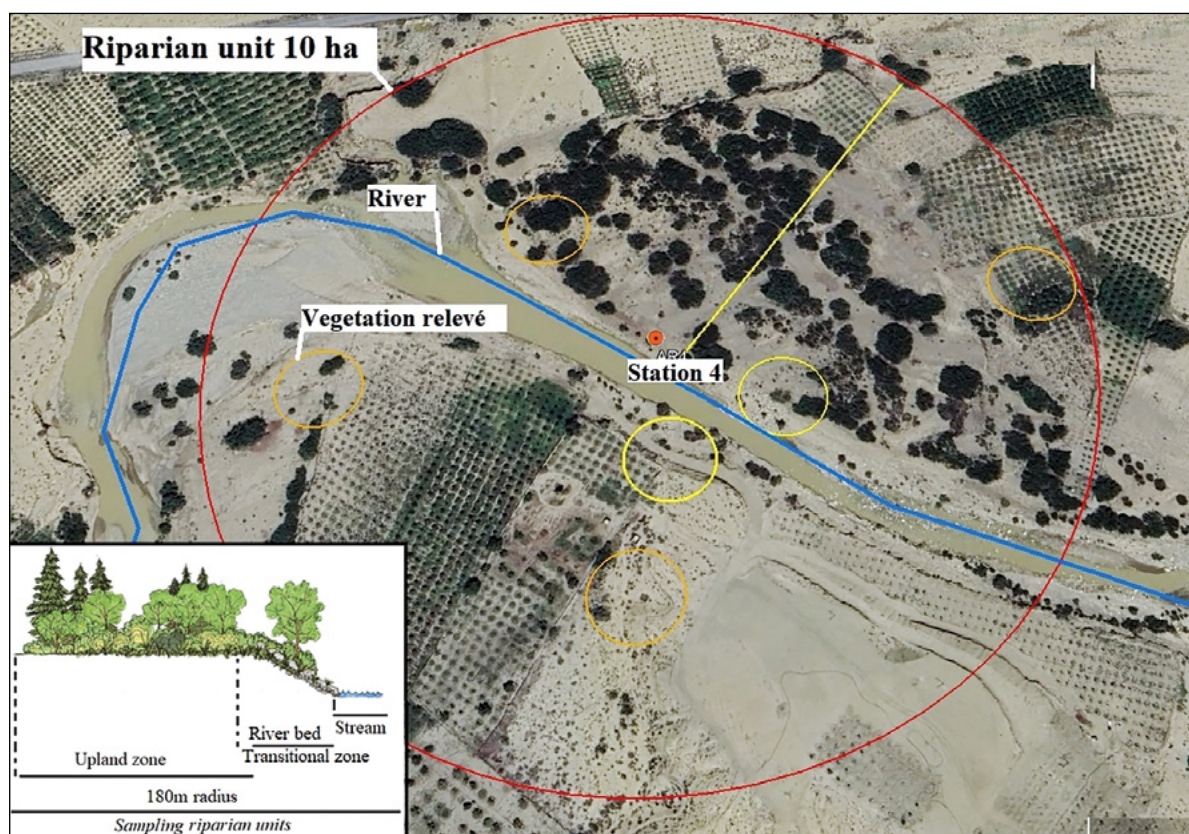 Riparian unit 10 ha
River
Vegetation relevé
Station 4
Stream
River bed
Transitional zone
Upland zone
180m radius
Sampling riparian units